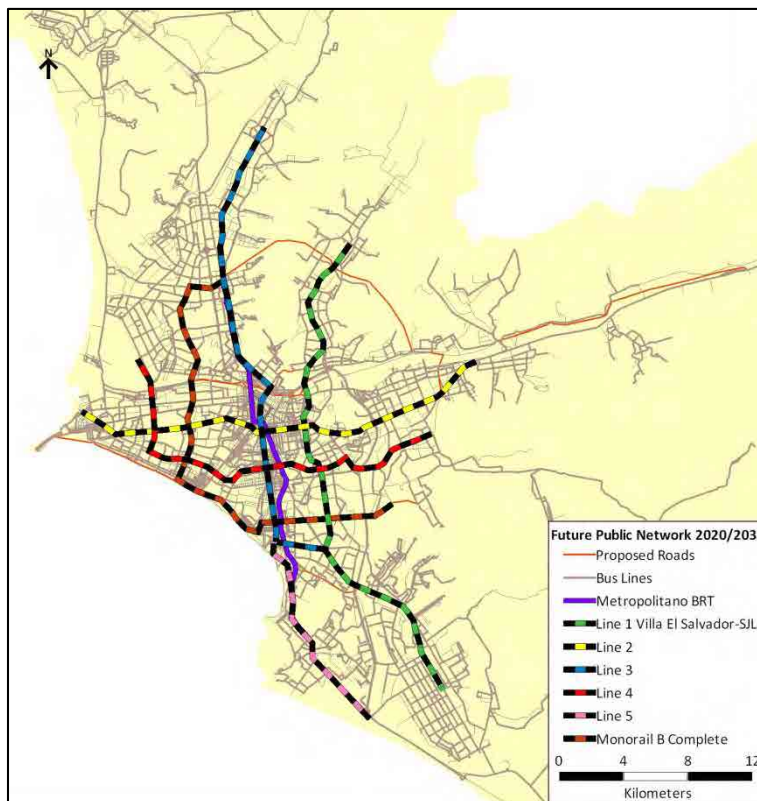 N
Future Public Network 2020/203
Proposed Roads
Bus Lines
Metropolitano BRT
Line 1 Villa El Salvador-SJL
Line 2
Line 3
Line 4
Line 5
Monorail B Complete
0 4 8 12
Kilometers